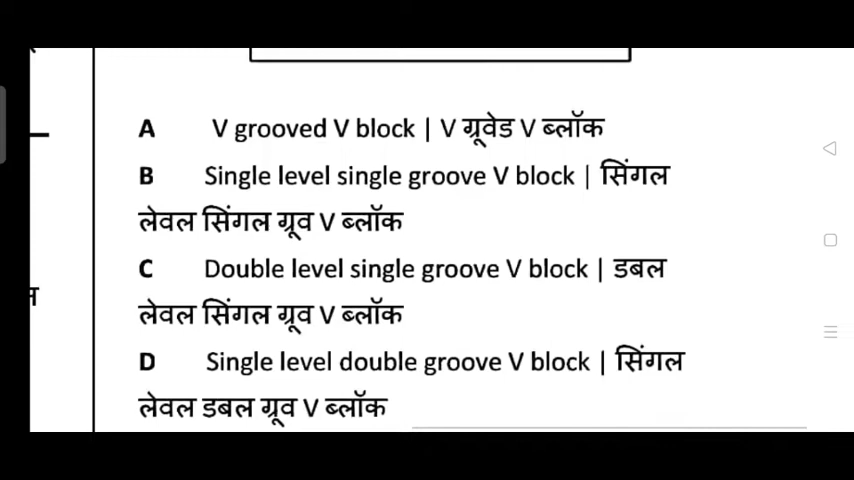 A V grooved V block | V ग्रूवेड V ब्लॉक
B Single level single groove V block | सिंगल
लेवल सिंगल ग्रूव V ब्लॉक
C Double level single groove V block | डबल
लेवल सिंगल ग्रूव V ब्लॉक
D Single level double groove V block | सिंगल
लेवल डबल ग्रूव V ब्लॉक